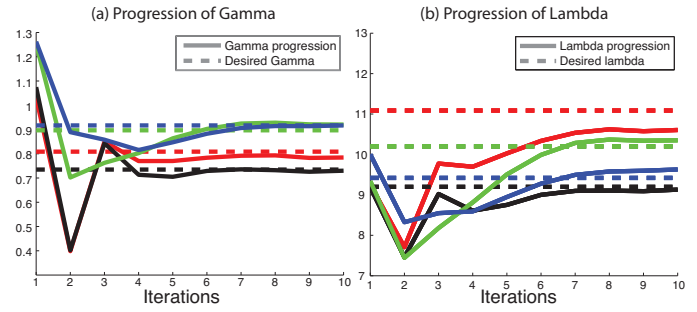 (a) Progression of Gamma
1.3
1.2
1.1
1
0.9
0.8
0.7
0.6
0.5
0.4
Gamma progression
Desired Gamma
1 2 3 4 5 6 7 8 9 10
Iterations
(b) Progression of Lambda
13
12
11
10
9
8
7
Lambda progression
Desired lambda
1 2 3 4 5 6 7 8 9 10
Iterations